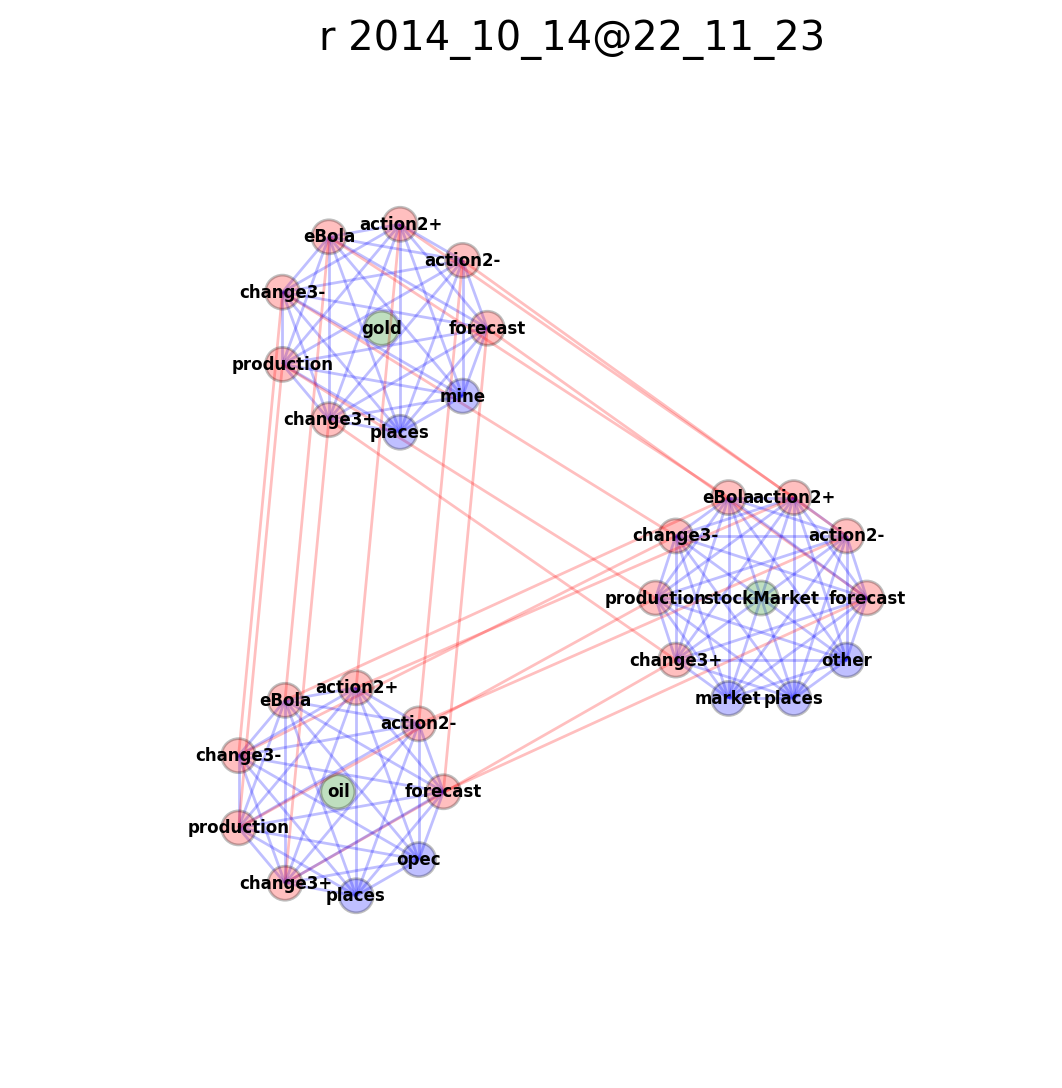 r 2014_10_14@22_11_23
action2+
eBola
action2-
change3-
gold
forecast
production
mine
change3+
places
eBola
action2+
change3-
action2-
production
stockMarket
forecast
change3+
other
market
places
action2+
eBola
action2-
change3-
oil
forecast
production
opec
change3+
places